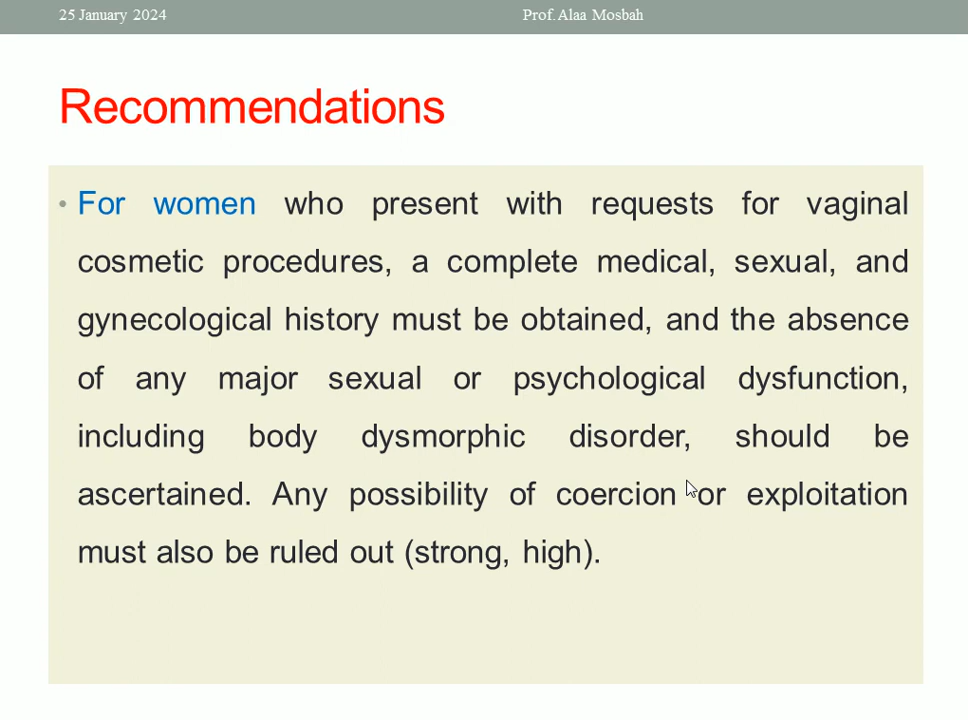 25 January 2024 Prof. Alaa Mosbah
Recommendations
• For women who present with requests for vaginal
cosmetic procedures, a complete medical, sexual, and
gynecological history must be obtained, and the absence
of any major sexual or psychological dysfunction,
including body dysmorphic disorder, should be
ascertained. Any possibility of coercion or exploitation
must also be ruled out (strong, high).